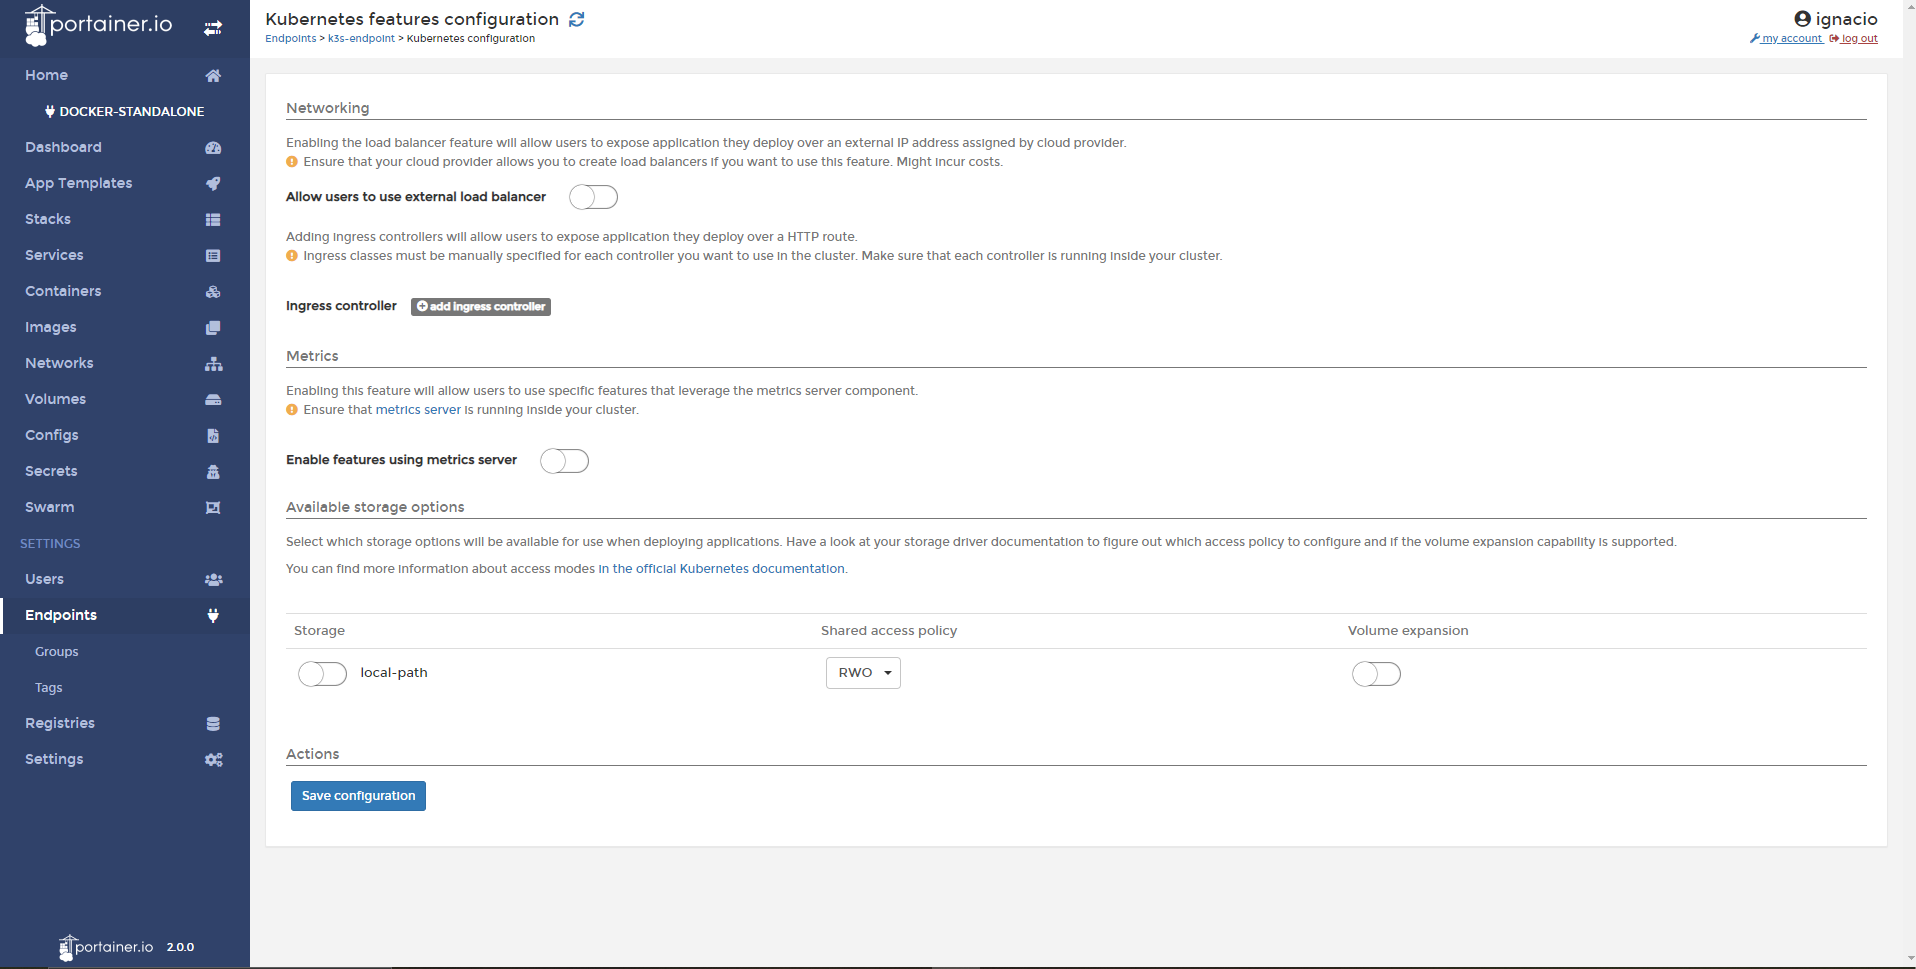 portainer.io
Home
DOCKER-STANDALONE
Dashboard
App Templates
Stacks
Services
Containers
Images
Networks
Volumes
Configs
Secrets
Swarm
SETTINGS
Users
Endpoints
Groups
Tags
Registries
Settings
portainer.io 2.0.0
Kubernetes features configuration
Endpoints > k3s-endpoint > Kubernetes configuration
ignacio
my account log out
Networking
Enabling the load balancer feature will allow users to expose application they deploy over an external IP address assigned by cloud provider.
Ensure that your cloud provider allows you to create load balancers if you want to use this feature. Might incur costs.
Allow users to use external load balancer
Adding ingress controllers will allow users to expose application they deploy over a HTTP route.
Ingress classes must be manually specified for each controller you want to use in the cluster. Make sure that each controller is running inside your cluster.
Ingress controller add ingress controller
Metrics
Enabling this feature will allow users to use specific features that leverage the metrics server component.
Ensure that metrics server is running inside your cluster.
Enable features using metrics server
Available storage options
Select which storage options will be available for use when deploying applications. Have a look at your storage driver documentation to figure out which access policy to configure and if the volume expansion capability is supported.
You can find more information about access modes in the official Kubernetes documentation.
Storage Shared access policy Volume expansion
local-path RWO
Actions
Save configuration